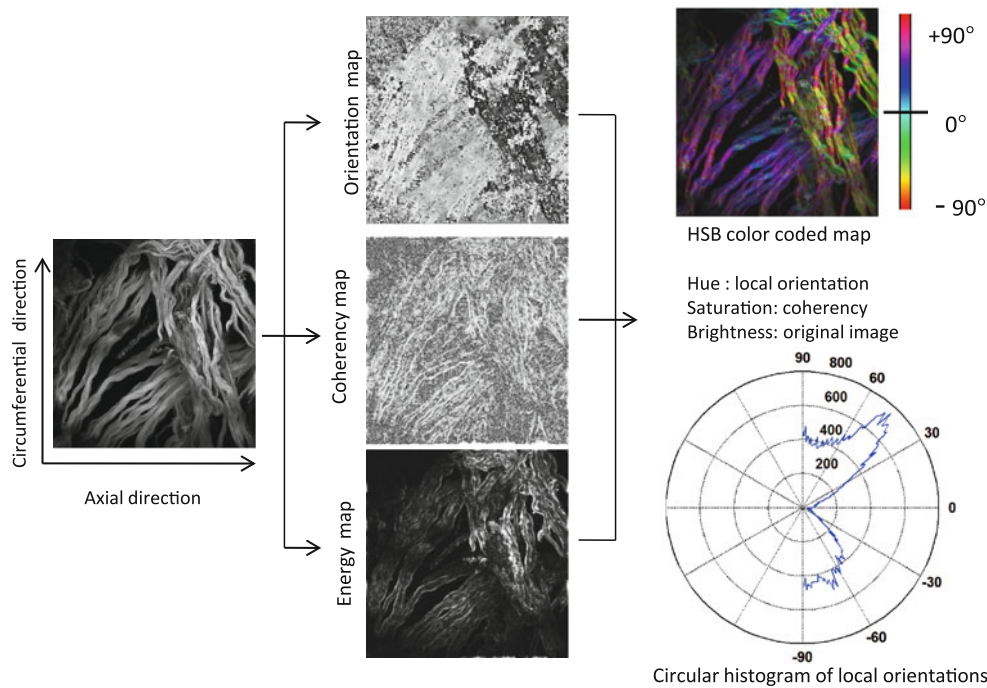 Circumferential direction
Axial direction
Orientation map
Coherency map
Energy map
+90°
0°
- 90°
HSB color coded map
Hue : local orientation
Saturation: coherency
Brightness: original image
90
800
60
600
400
30
200
0
-30
-60
-90
Circular histogram of local orientations